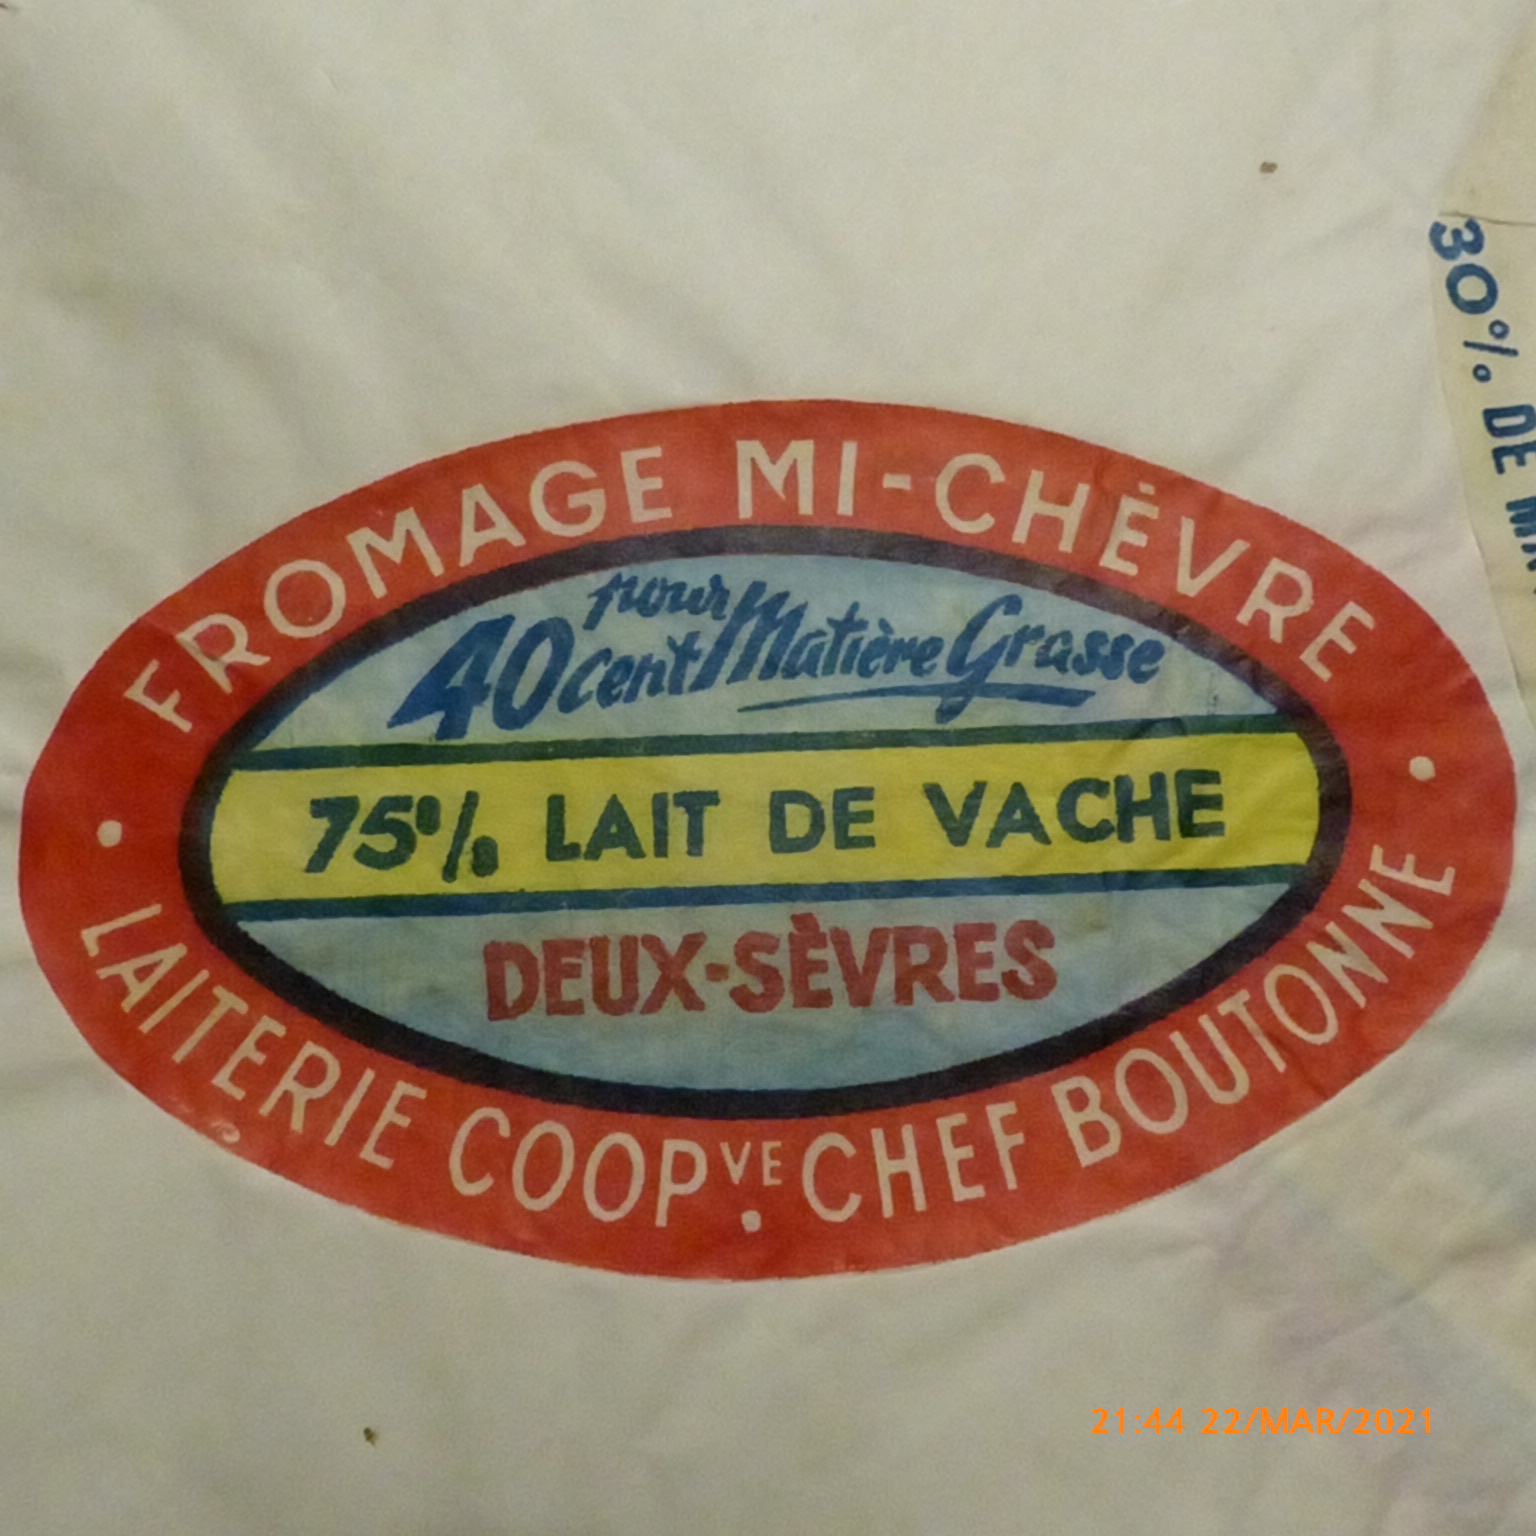 FROMAGE MI-CHÈVRE
40 pour cent Matière Grasse
75% LAIT DE VACHE
DEUX-SÈVRES
LAITERIE COOPVE CHEF BOUTONNE
30% DE
21:44 22/MAR/2021